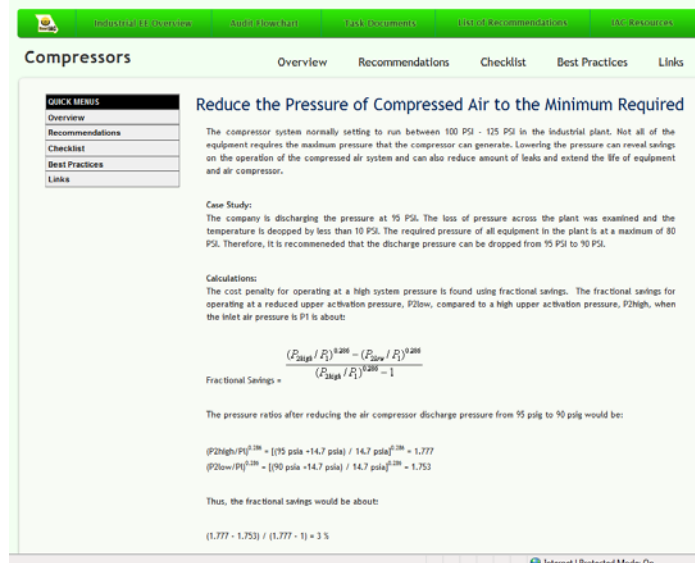 Industrial EE Overview
Audit Flowchart
Task Documents
List of Recommendations
IAC Resources
Compressors
Overview
Recommendations
Checklist
Best Practices
Links
QUICK MENUS
Overview
Recommendations
Checklist
Best Practices
Links
Reduce the Pressure of Compressed Air to the Minimum Required
The compressor system normally setting to run between 100 PSI - 125 PSI in the industrial plant. Not all of the
equipment requires the maximum pressure that the compressor can generate. Lowering the pressure can reveal savings
on the operation of the compressed air system and can also reduce amount of leaks and extend the life of equipment
and air compressor.
Case Study:
The company is discharging the pressure at 95 PSI. The loss of pressure across the plant was examined and the
temperature is deopped by less than 10 PSI. The required pressure of all equipment in the plant is at a maximum of 80
PSI. Therefore, it is recommeneded that the discharge pressure can be dropped from 95 PSI to 90 PSI.
Calculations:
The cost penalty for operating at a high system pressure is found using fractional savings. The fractional savings for
operating at a reduced upper activation pressure, P2low, compared to a high upper activation pressure, P2high, when
the inlet air pressure is P1 is about:
Fractional Savings = ((P2high / P1)^0.286 - (P2low / P1)^0.286) / ((P2high / P1)^0.286 - 1)
The pressure ratios after reducing the air compressor discharge pressure from 95 psig to 90 psig would be:
(P2high/P1)^0.286 = [(95 psia +14.7 psia) / 14.7 psia]^0.286 = 1.777
(P2low/P1)^0.286 = [(90 psia +14.7 psia) / 14.7 psia]^0.286 = 1.753
Thus, the fractional savings would be about:
(1.777 - 1.753) / (1.777 - 1) = 3 %
Internet | Protected Mode: On